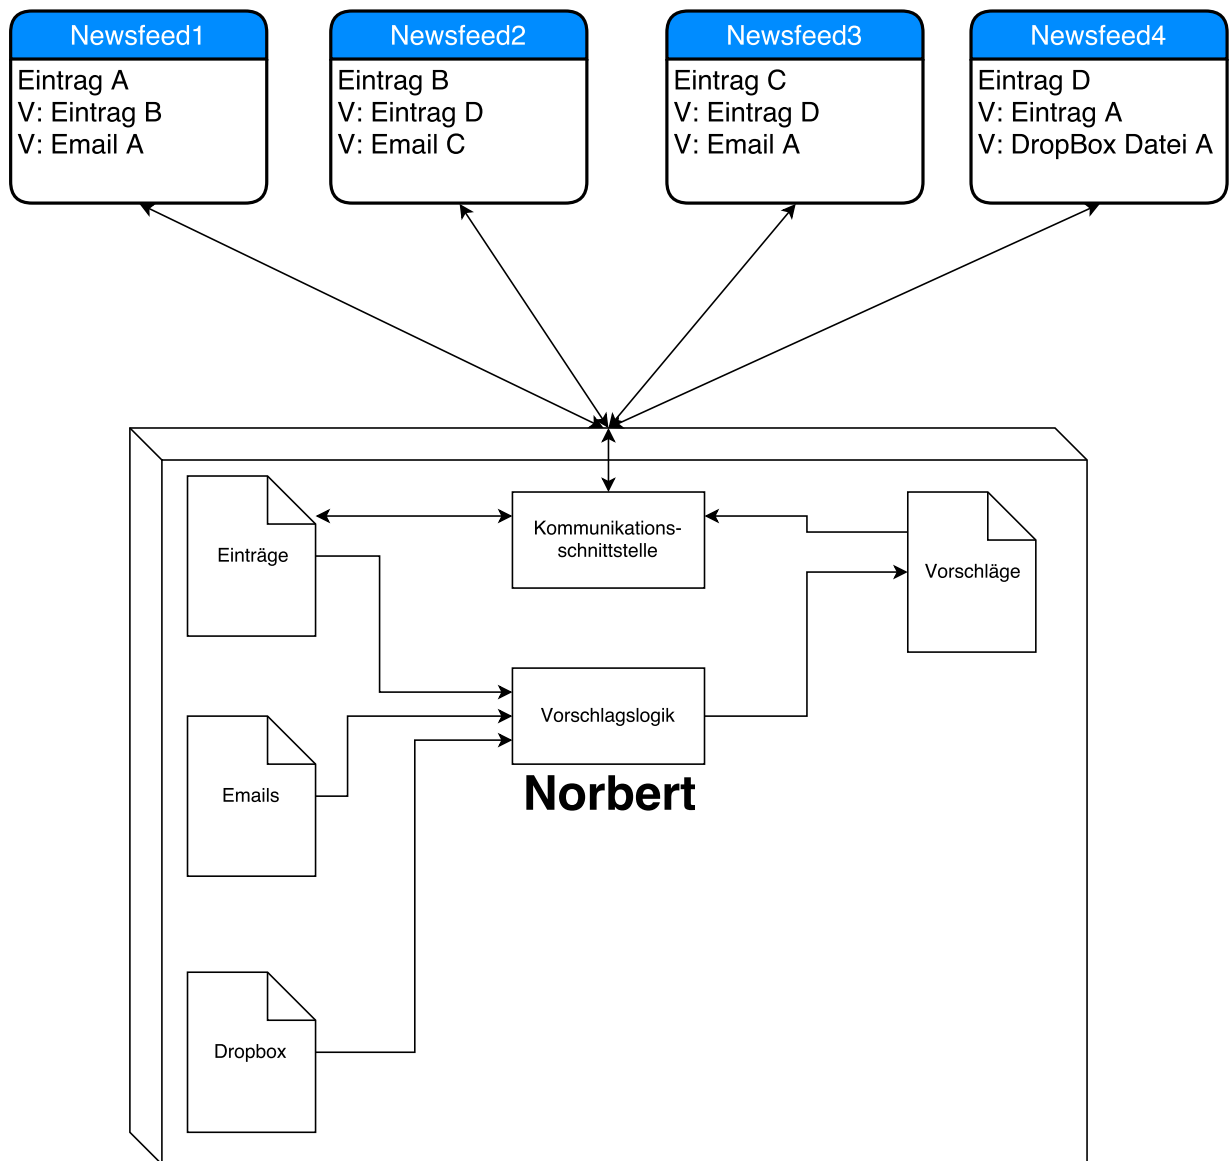 Newsfeed1
Eintrag A
V: Eintrag B
V: Email A
Newsfeed2
Eintrag B
V: Eintrag D
V: Email C
Newsfeed3
Eintrag C
V: Eintrag D
V: Email A
Newsfeed4
Eintrag D
V: Eintrag A
V: DropBox Datei A
Einträge
Kommunikations-
schnittstelle
Vorschläge
Vorschlagslogik
Norbert
Emails
Dropbox